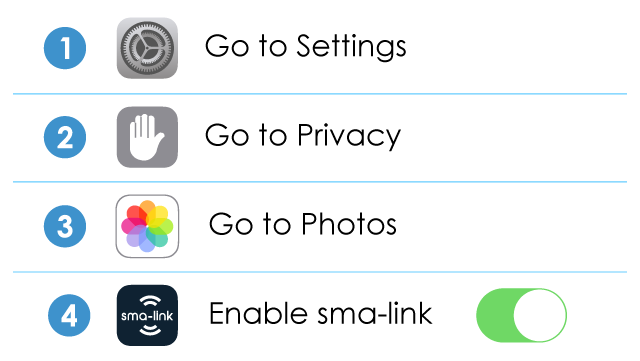 1 Go to Settings
2 Go to Privacy
3 Go to Photos
4 sma-link Enable sma-link